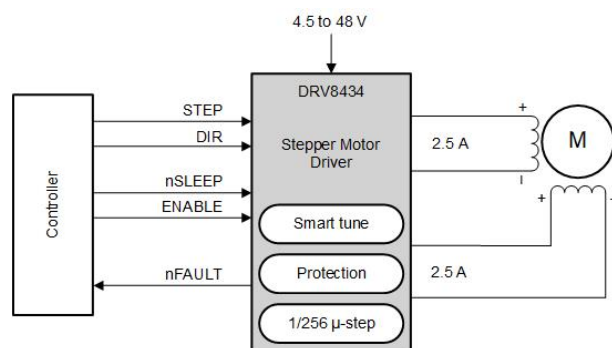 4.5 to 48 V
DRV8434
Stepper Motor
Driver
Controller
STEP
DIR
nSLEEP
ENABLE
nFAULT
Smart tune
Protection
1/256 µ-step
+
2.5 A
–
M
+
+
2.5 A